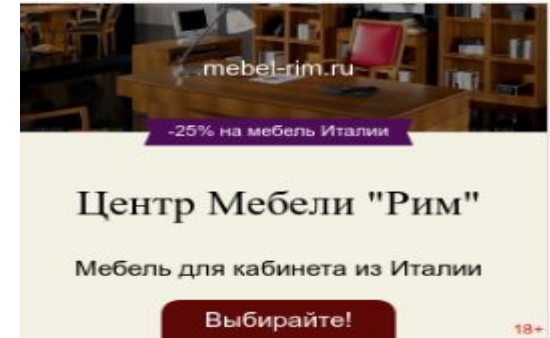 mebel-rim.ru
-25% на мебель Италии
Центр Мебели "Рим"
Мебель для кабинета из Италии
Выбирайте!
18+